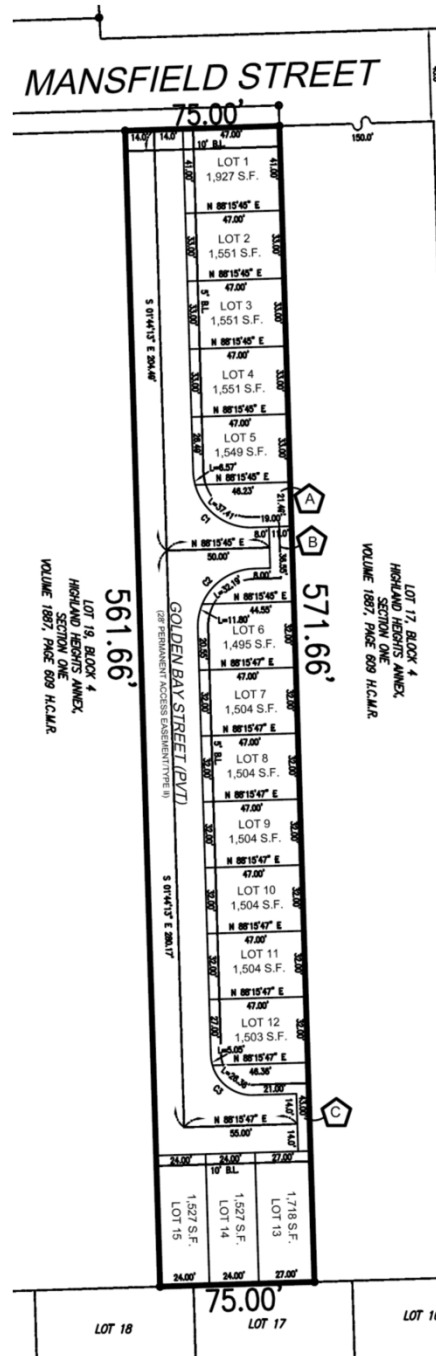 MANSFIELD STREET
75.00'
14.0'
14.0'
47.00'
150.0'
10' B.L.
LOT 1
1,927 S.F.
41.00'
41.00'
N 88°15'45" E
47.00'
LOT 2
1,551 S.F.
33.00'
33.00'
N 88°15'45" E
47.00'
LOT 3
1,551 S.F.
33.00'
33.00'
5' B.L.
N 88°15'45" E
47.00'
LOT 4
1,551 S.F.
33.00'
33.00'
N 88°15'45" E
47.00'
LOT 5
1,549 S.F.
28.49'
33.00'
L=6.57'
N 88°15'45" E
46.23'
L=37.41'
C1
21.46'
A
19.00'
8.0'
11.0'
B
N 88°15'45" E
50.00'
36.55'
C2
L=32.19'
8.00'
N 88°15'45" E
44.55'
L=11.80'
LOT 6
1,495 S.F.
20.55'
32.00'
N 88°15'47" E
47.00'
LOT 7
1,504 S.F.
32.00'
32.00'
N 88°15'47" E
47.00'
5' B.L.
LOT 8
1,504 S.F.
32.00'
32.00'
N 88°15'47" E
47.00'
LOT 9
1,504 S.F.
32.00'
32.00'
N 88°15'47" E
47.00'
LOT 10
1,504 S.F.
32.00'
32.00'
N 88°15'47" E
47.00'
LOT 11
1,504 S.F.
32.00'
32.00'
N 88°15'47" E
47.00'
LOT 12
1,503 S.F.
27.00'
32.00'
L=5.05'
N 88°15'47" E
46.36'
L=26.36'
C3
21.00'
43.00'
14.0'
C
N 88°15'47" E
55.00'
14.0'
24.00'
24.00'
27.00'
10' B.L.
1,527 S.F.
LOT 15
1,527 S.F.
LOT 14
1,718 S.F.
LOT 13
24.00'
24.00'
27.00'
75.00'
LOT 18
LOT 17
S 01°44'13" E 204.46'
S 01°44'13" E 280.17'
GOLDEN BAY STREET (PVT)
(28' PERMANENT ACCESS EASEMENT/TYPE II)
561.66'
571.66'
LOT 19, BLOCK 4
HIGHLAND HEIGHTS ANNEX,
SECTION ONE
VOLUME 1887, PAGE 609 H.C.M.R.
LOT 17, BLOCK 4
HIGHLAND HEIGHTS ANNEX,
SECTION ONE
VOLUME 1887, PAGE 609 H.C.M.R.